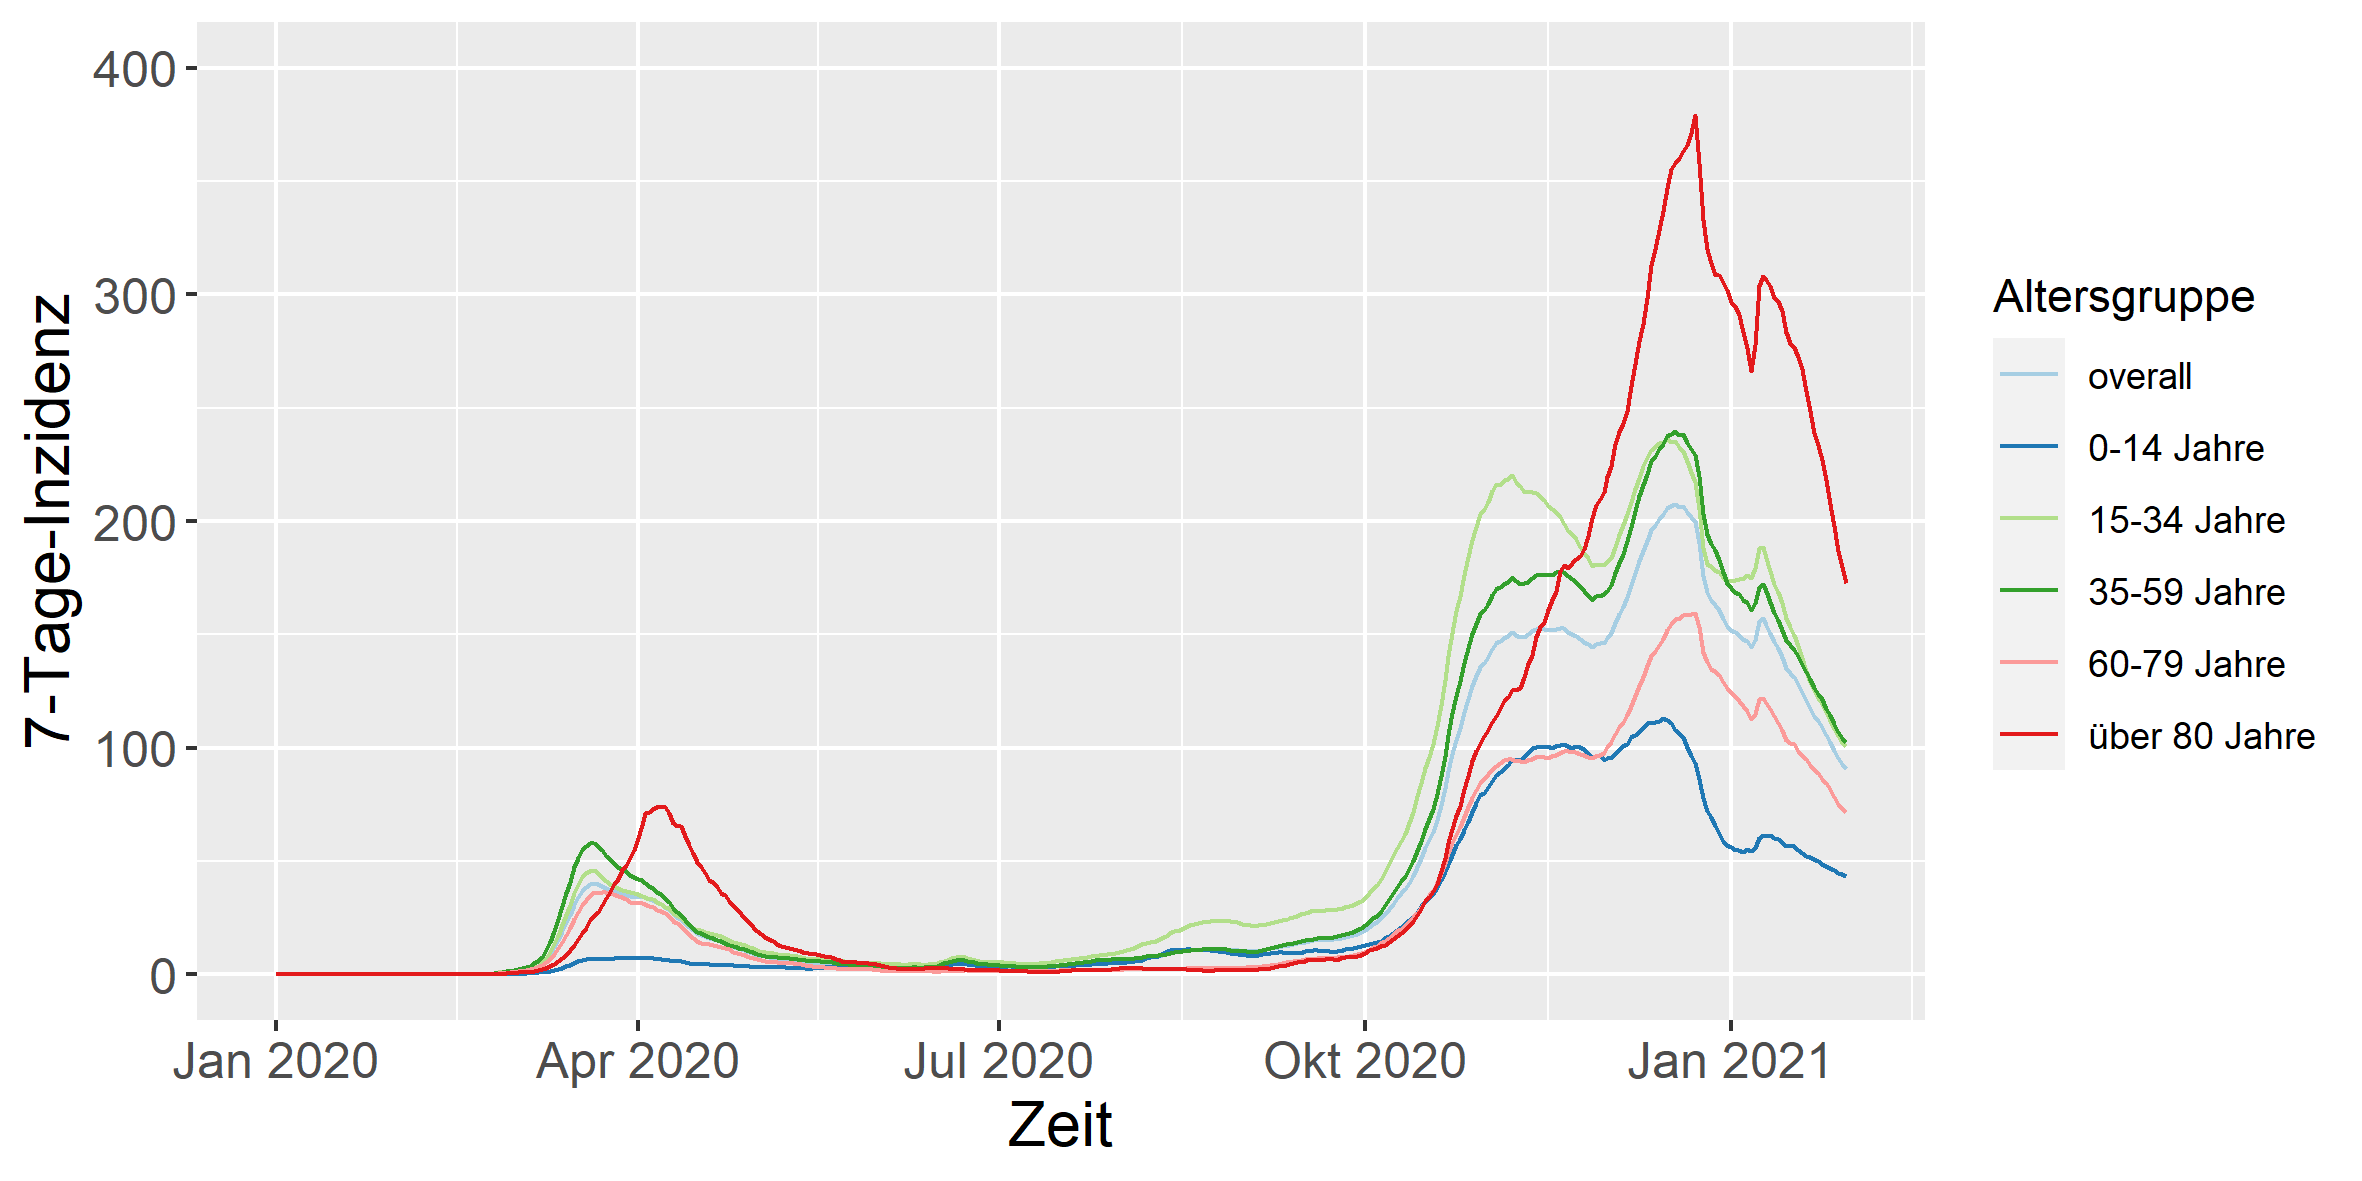 400
300
200
100
0
7-Tage-Inzidenz
Jan 2020 Apr 2020 Jul 2020 Okt 2020 Jan 2021
Zeit
Altersgruppe
overall
0-14 Jahre
15-34 Jahre
35-59 Jahre
60-79 Jahre
über 80 Jahre